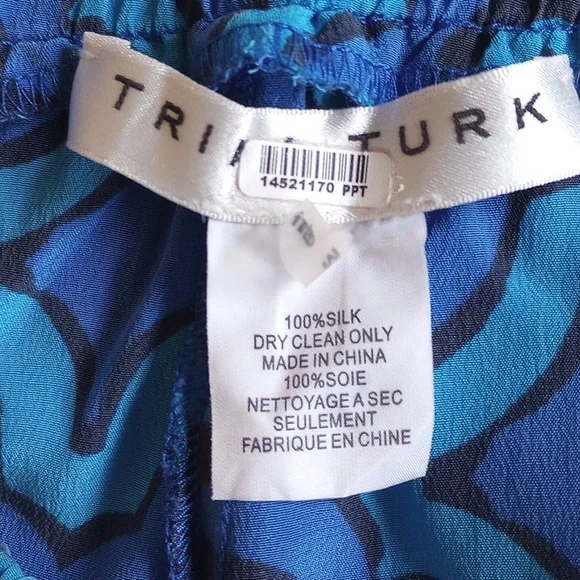 TRI TURK
14521170 PPT
100%SILK
DRY CLEAN ONLY
MADE IN CHINA
100%SOIE
NETTOYAGE A SEC
SEULEMENT
FABRIQUE EN CHINE